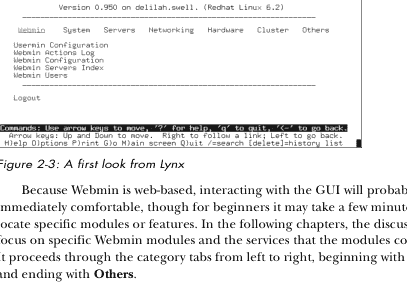 Version 0.950 on delilah.swell. (Redhat Linux 6.2)
Webmin System Servers Networking Hardware Cluster Others
Usermin Configuration
Webmin Actions Log
Webmin Configuration
Webmin Servers Index
Webmin Users
Logout
Commands: Use arrow keys to move, '?' for help, 'q' to quit, '<-' to go back.
Arrow keys: Up and Down to move. Right to follow a link; Left to go back.
H)elp O)ptions P)rint G)o M)ain screen Q)uit /=search [delete]=history list
Figure 2-3: A first look from Lynx
Because Webmin is web-based, interacting with the GUI will probab
immediately comfortable, though for beginners it may take a few minute
locate specific modules or features. In the following chapters, the discus
focus on specific Webmin modules and the services that the modules co
It proceeds through the category tabs from left to right, beginning with
and ending with Others.